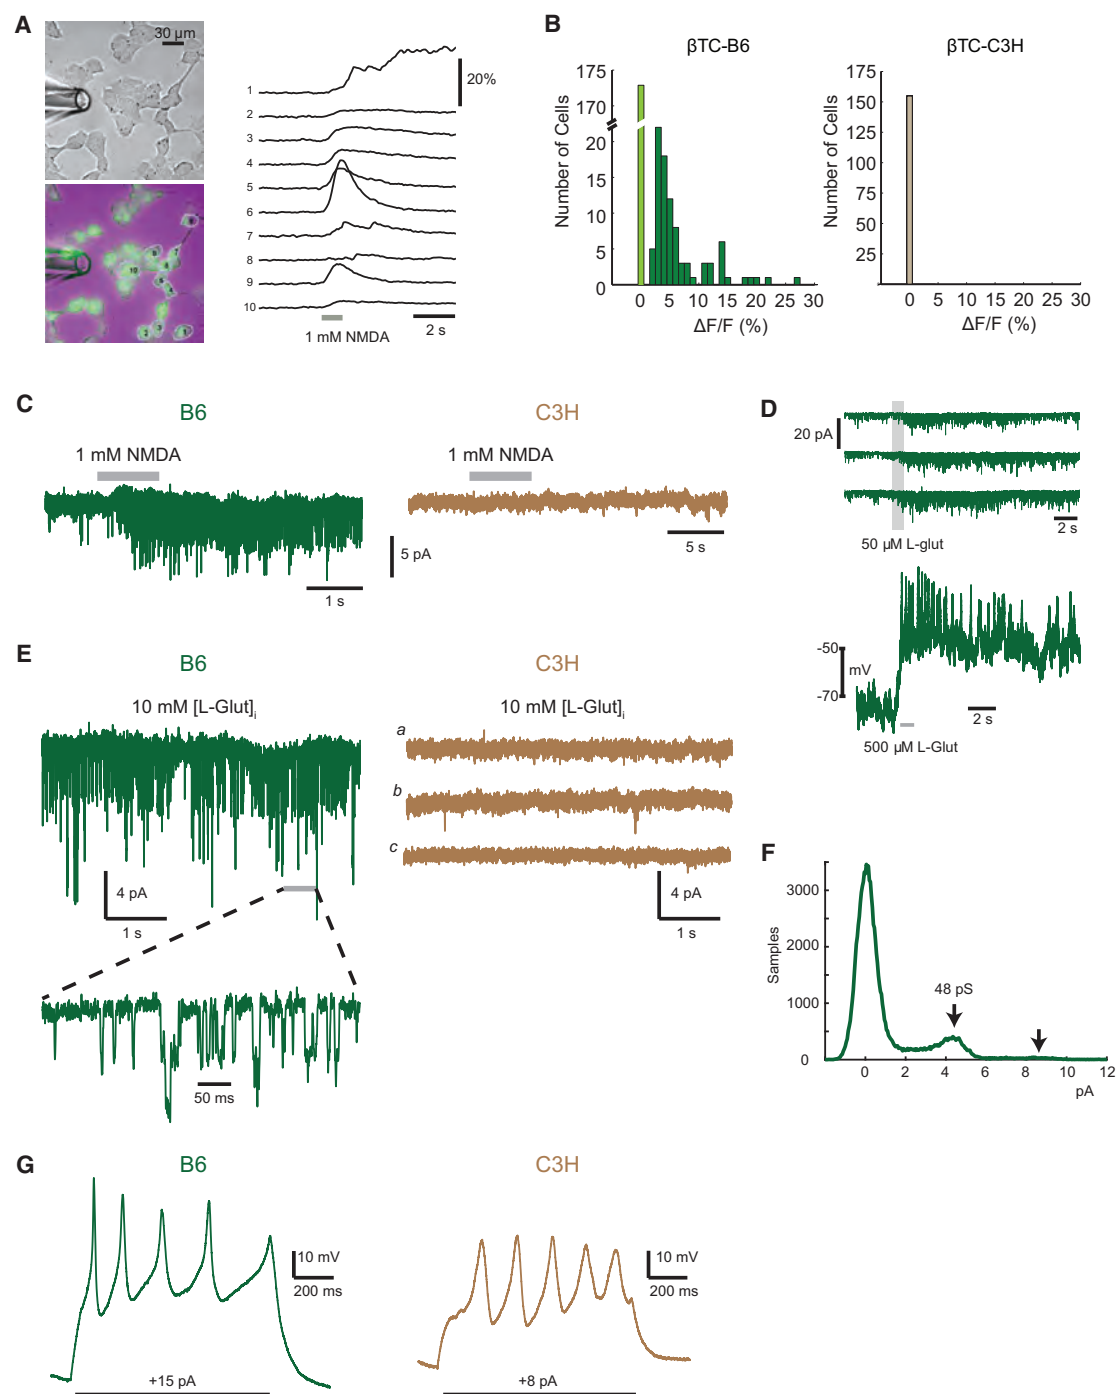 A
30 µm
20%
1
2
3
4
5
6
7
8
9
10
1 mM NMDA
2 s
B
βTC-B6
Number of Cells
175
170
20
15
10
5
0
0 5 10 15 20 25 30
ΔF/F (%)
βTC-C3H
Number of Cells
175
150
125
100
75
50
25
0 5 10 15 20 25 30
ΔF/F (%)
C
B6
1 mM NMDA
5 pA
1 s
C3H
1 mM NMDA
5 s
D
20 pA
2 s
50 µM L-glut
-50
mV
-70
2 s
500 µM L-Glut
E
B6
10 mM [L-Glut]i
4 pA
1 s
50 ms
C3H
10 mM [L-Glut]i
a
b
c
4 pA
1 s
F
Samples
3000
2000
1000
0
48 pS
0 2 4 6 8 10 12
pA
G
B6
10 mV
200 ms
+15 pA
C3H
10 mV
200 ms
+8 pA